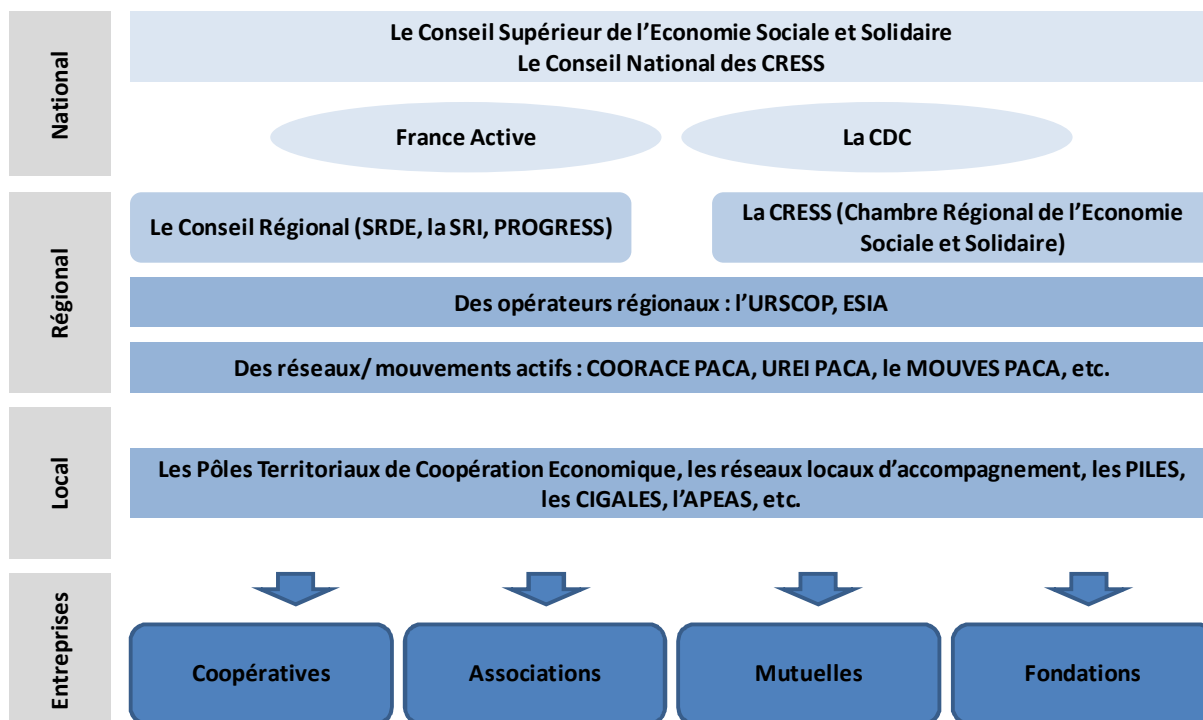 National
Le Conseil Supérieur de l'Economie Sociale et Solidaire
Le Conseil National des CRESS
France Active
La CDC
Régional
Le Conseil Régional (SRDE, la SRI, PROGRESS)
La CRESS (Chambre Régional de l'Economie
Sociale et Solidaire)
Des opérateurs régionaux : l'URSCOP, ESIA
Des réseaux/ mouvements actifs : COORACE PACA, UREI PACA, le MOUVES PACA, etc.
Local
Les Pôles Territoriaux de Coopération Economique, les réseaux locaux d'accompagnement, les PILES,
les CIGALES, l'APEAS, etc.
Entreprises
Coopératives
Associations
Mutuelles
Fondations